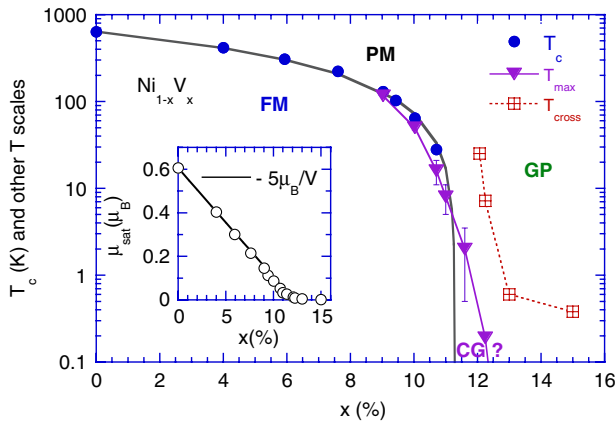 1000
100
10
1
0.1
T_c (K) and other T scales
0 2 4 6 8 10 12 14 16
x (%)
PM
Ni_{1-x}V_x
FM
GP
CG ?
T_c
T_max
T_cross
0.6
0.4
0.2
0
μ_sat (μ_B)
- 5μ_B/V
0 5 10 15
x(%)